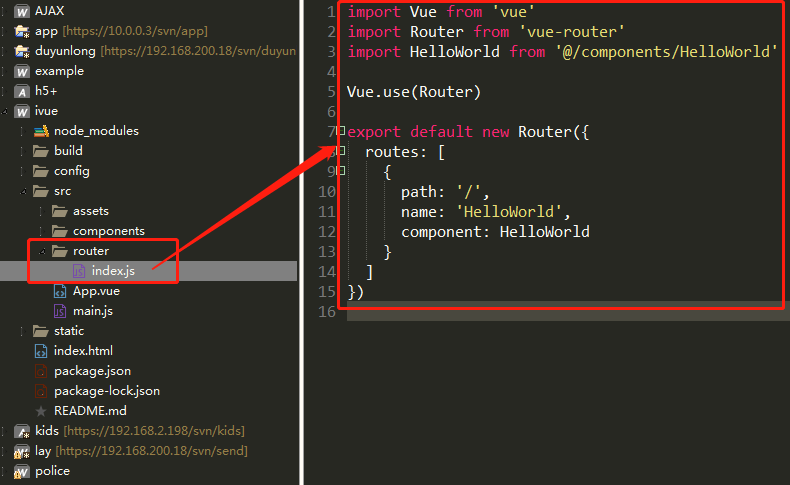 AJAX
app [https://10.0.0.3/svn/app]
duyunlong [https://192.168.200.18/svn/duyun
example
h5+
ivue
node_modules
build
config
src
assets
components
router
index.js
App.vue
main.js
static
index.html
package.json
package-lock.json
README.md
kids [https://192.168.2.198/svn/kids]
lay [https://192.168.200.18/svn/send]
police
1 import Vue from 'vue'
2 import Router from 'vue-router'
3 import HelloWorld from '@/components/HelloWorld'
4
5 Vue.use(Router)
6
7 export default new Router({
8   routes: [
9     {
10       path: '/',
11       name: 'HelloWorld',
12       component: HelloWorld
13     }
14   ]
15 })
16